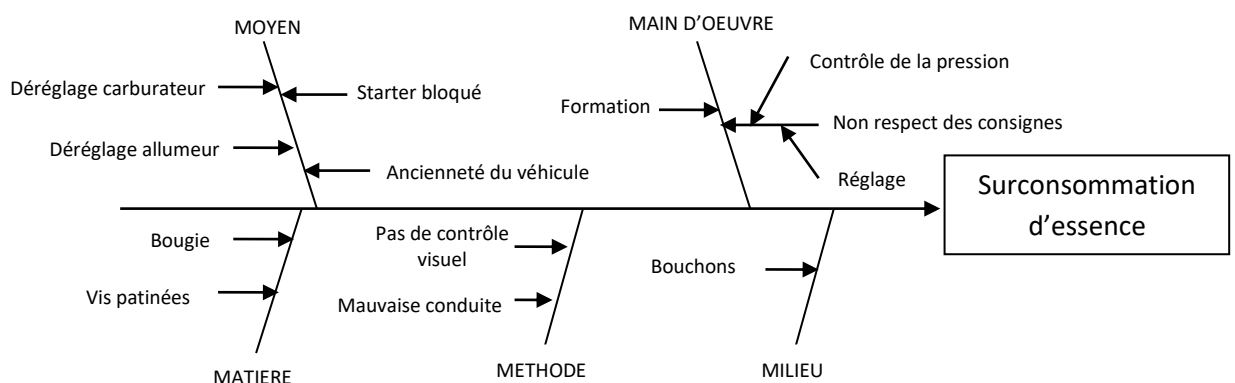 MOYEN
MAIN D'OEUVRE
Contrôle de la pression
Déréglage carburateur
Starter bloqué
Formation
Non respect des consignes
Déréglage allumeur
Ancienneté du véhicule
Réglage
Surconsommation
d'essence
Bougie
Pas de contrôle
visuel
Bouchons
Vis patinées
Mauvaise conduite
MATIERE
METHODE
MILIEU